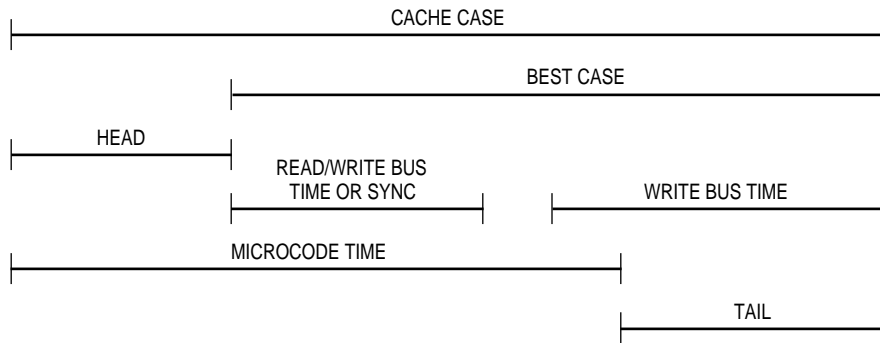 CACHE CASE
BEST CASE
HEAD
READ/WRITE BUS
TIME OR SYNC
WRITE BUS TIME
MICROCODE TIME
TAIL